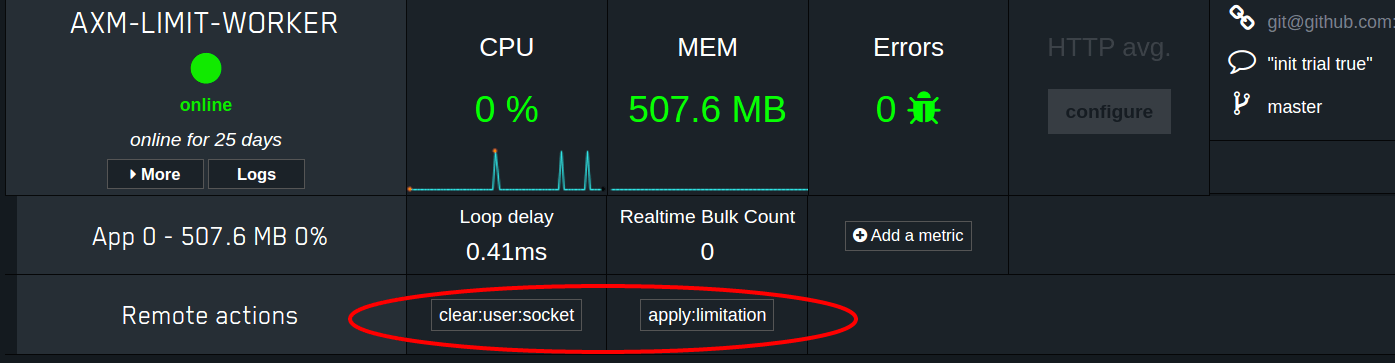 AXM-LIMIT-WORKER
online
online for 25 days
More
Logs
CPU
0 %
MEM
507.6 MB
Errors
0
HTTP avg.
configure
git@github.com:
"init trial true"
master
App 0 - 507.6 MB 0%
Loop delay
0.41ms
Realtime Bulk Count
0
Add a metric
Remote actions
clear:user:socket
apply:limitation